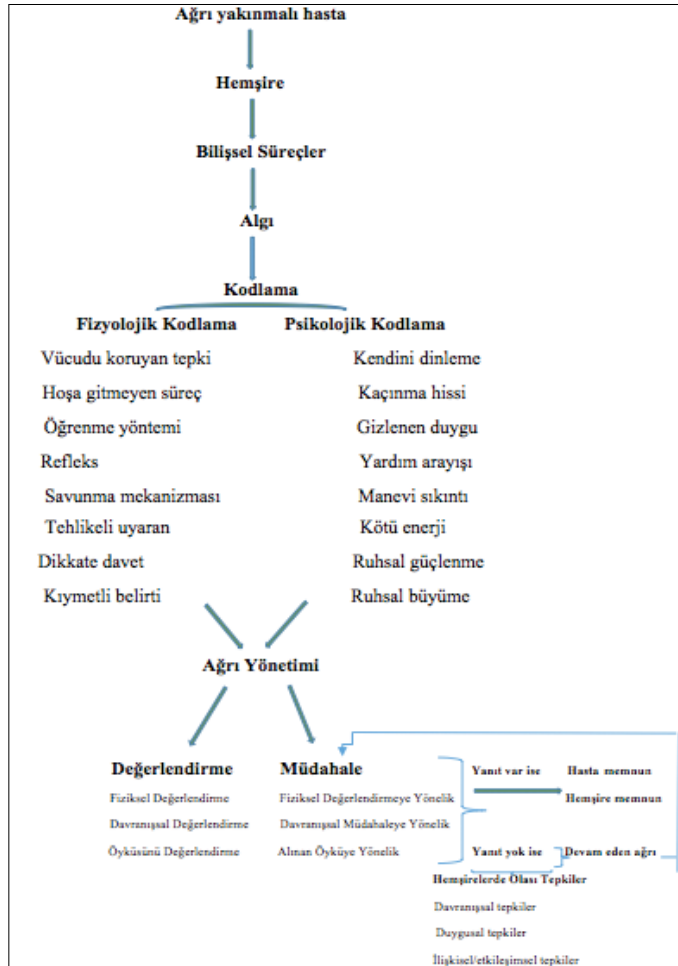 Ağrı yakınmalı hasta
Hemşire
Bilişsel Süreçler
Algı
Kodlama
Fizyolojik Kodlama Psikolojik Kodlama
Vücudu koruyan tepki Kendini dinleme
Hoşa gitmeyen süreç Kaçınma hissi
Öğrenme yöntemi Gizlenen duygu
Refleks Yardım arayışı
Savunma mekanizması Manevi sıkıntı
Tehlikeli uyaran Kötü enerji
Dikkate davet Ruhsal güçlenme
Kıymetli belirti Ruhsal büyüme
Ağrı Yönetimi
Değerlendirme Müdahale Yanıt var ise Hasta memnun
Fiziksel Değerlendirme Fiziksel Değerlendirmeye Yönelik Hemşire memnun
Davranışsal Değerlendirme Davranışsal Müdahaleye Yönelik
Öyküsünü Değerlendirme Alınan Öyküye Yönelik Yanıt yok ise Devam eden ağrı
Hemşirelerde Olası Tepkiler
Davranışsal tepkiler
Duygusal tepkiler
İlişkisel/etkileşimsel tepkiler